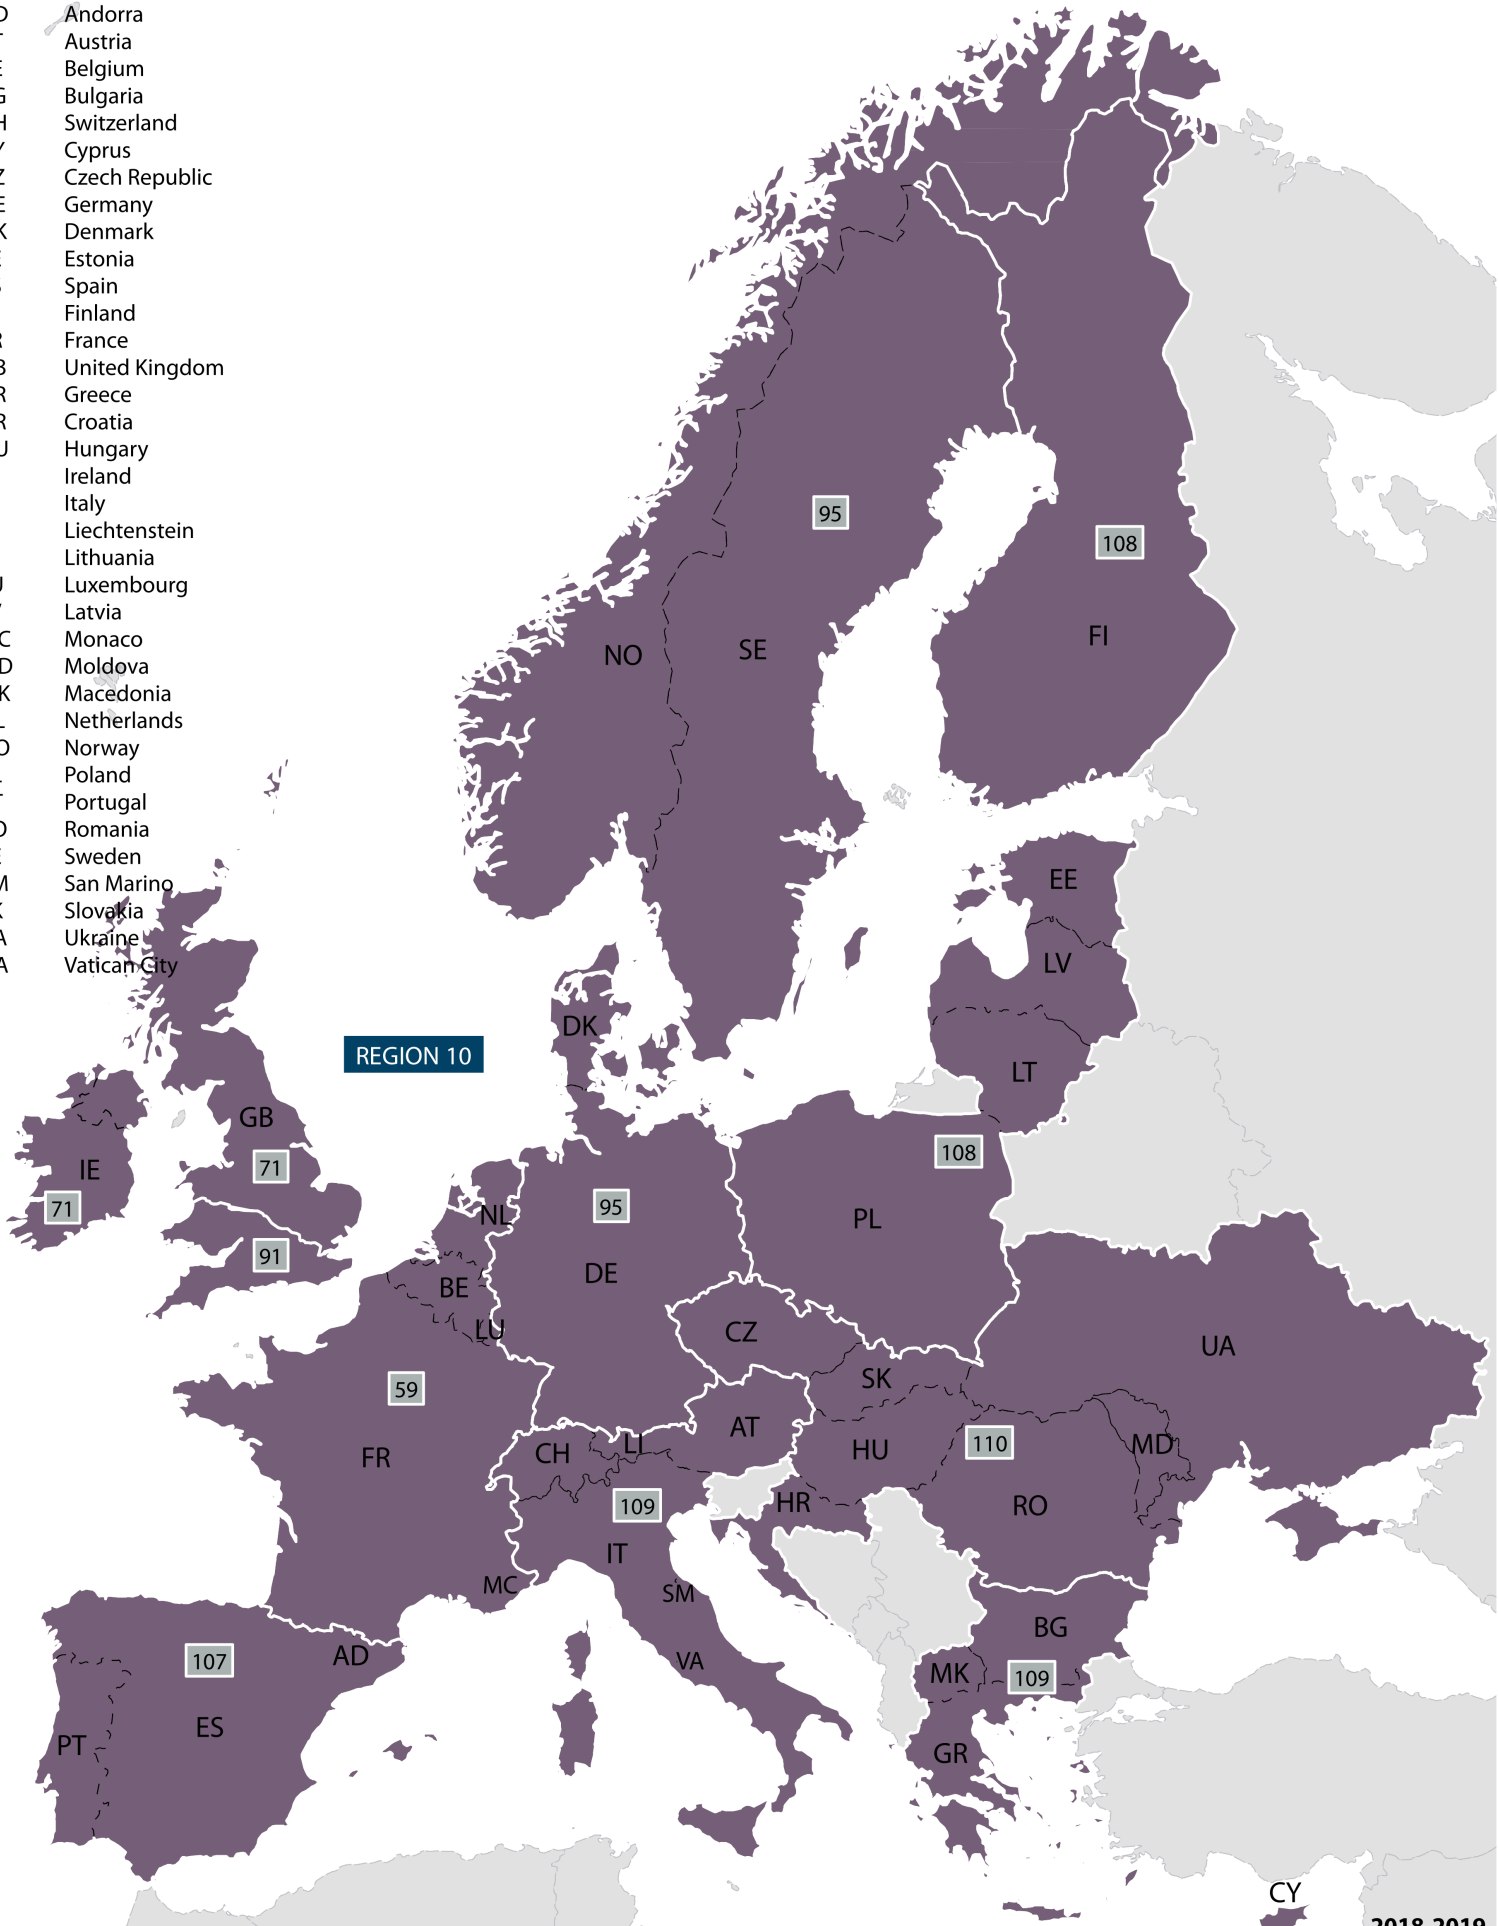 D Andorra
T Austria
E Belgium
G Bulgaria
H Switzerland
Y Cyprus
Z Czech Republic
E Germany
K Denmark
E Estonia
S Spain
Finland
R France
B United Kingdom
R Greece
R Croatia
U Hungary
Ireland
Italy
Liechtenstein
Lithuania
U Luxembourg
V Latvia
C Monaco
D Moldova
K Macedonia
L Netherlands
O Norway
L Poland
T Portugal
O Romania
E Sweden
M San Marino
K Slovakia
A Ukraine
A Vatican City
95
108
FI
SE
NO
EE
LV
DK
REGION 10
LT
GB
108
71
IE
95
71
NL
PL
91
DE
BE
LU
CZ
UA
SK
59
AT
LI
MD
110
HU
CH
FR
HR
109
RO
IT
MC
SM
BG
AD
107
VA
MK
109
ES
PT
GR
CY
2018-2019